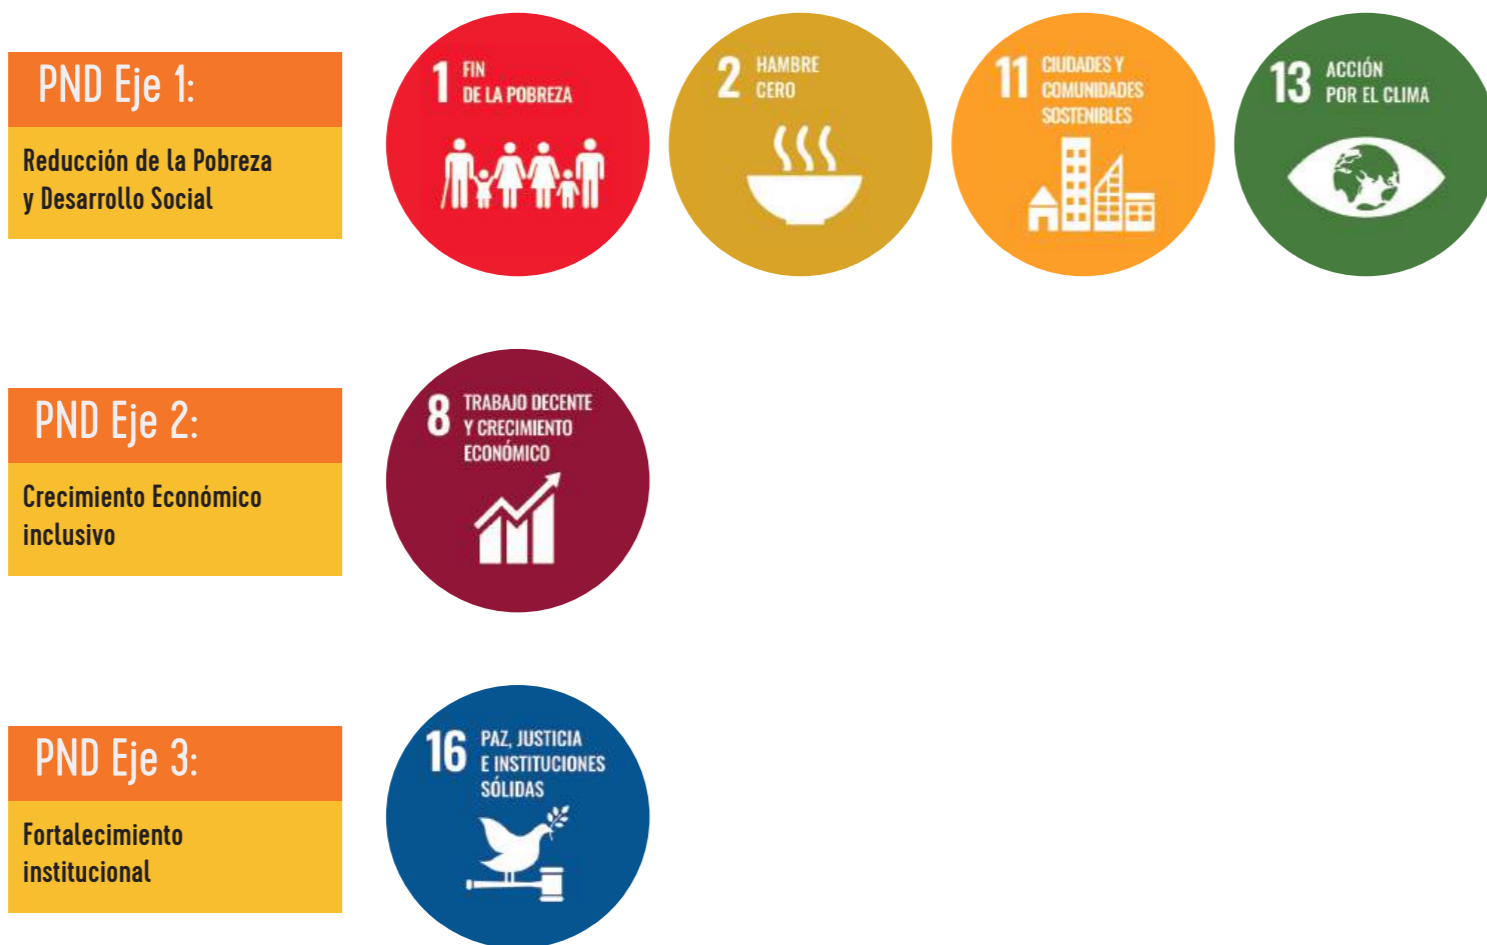 PND Eje 1:
Reducción de la Pobreza
y Desarrollo Social
1 FIN
DE LA POBREZA
2 HAMBRE
CERO
11 CIUDADES Y
COMUNIDADES
SOSTENIBLES
13 ACCIÓN
POR EL CLIMA
PND Eje 2:
Crecimiento Económico
inclusivo
8 TRABAJO DECENTE
Y CRECIMIENTO
ECONÓMICO
PND Eje 3:
Fortalecimiento
institucional
16 PAZ, JUSTICIA
E INSTITUCIONES
SÓLIDAS